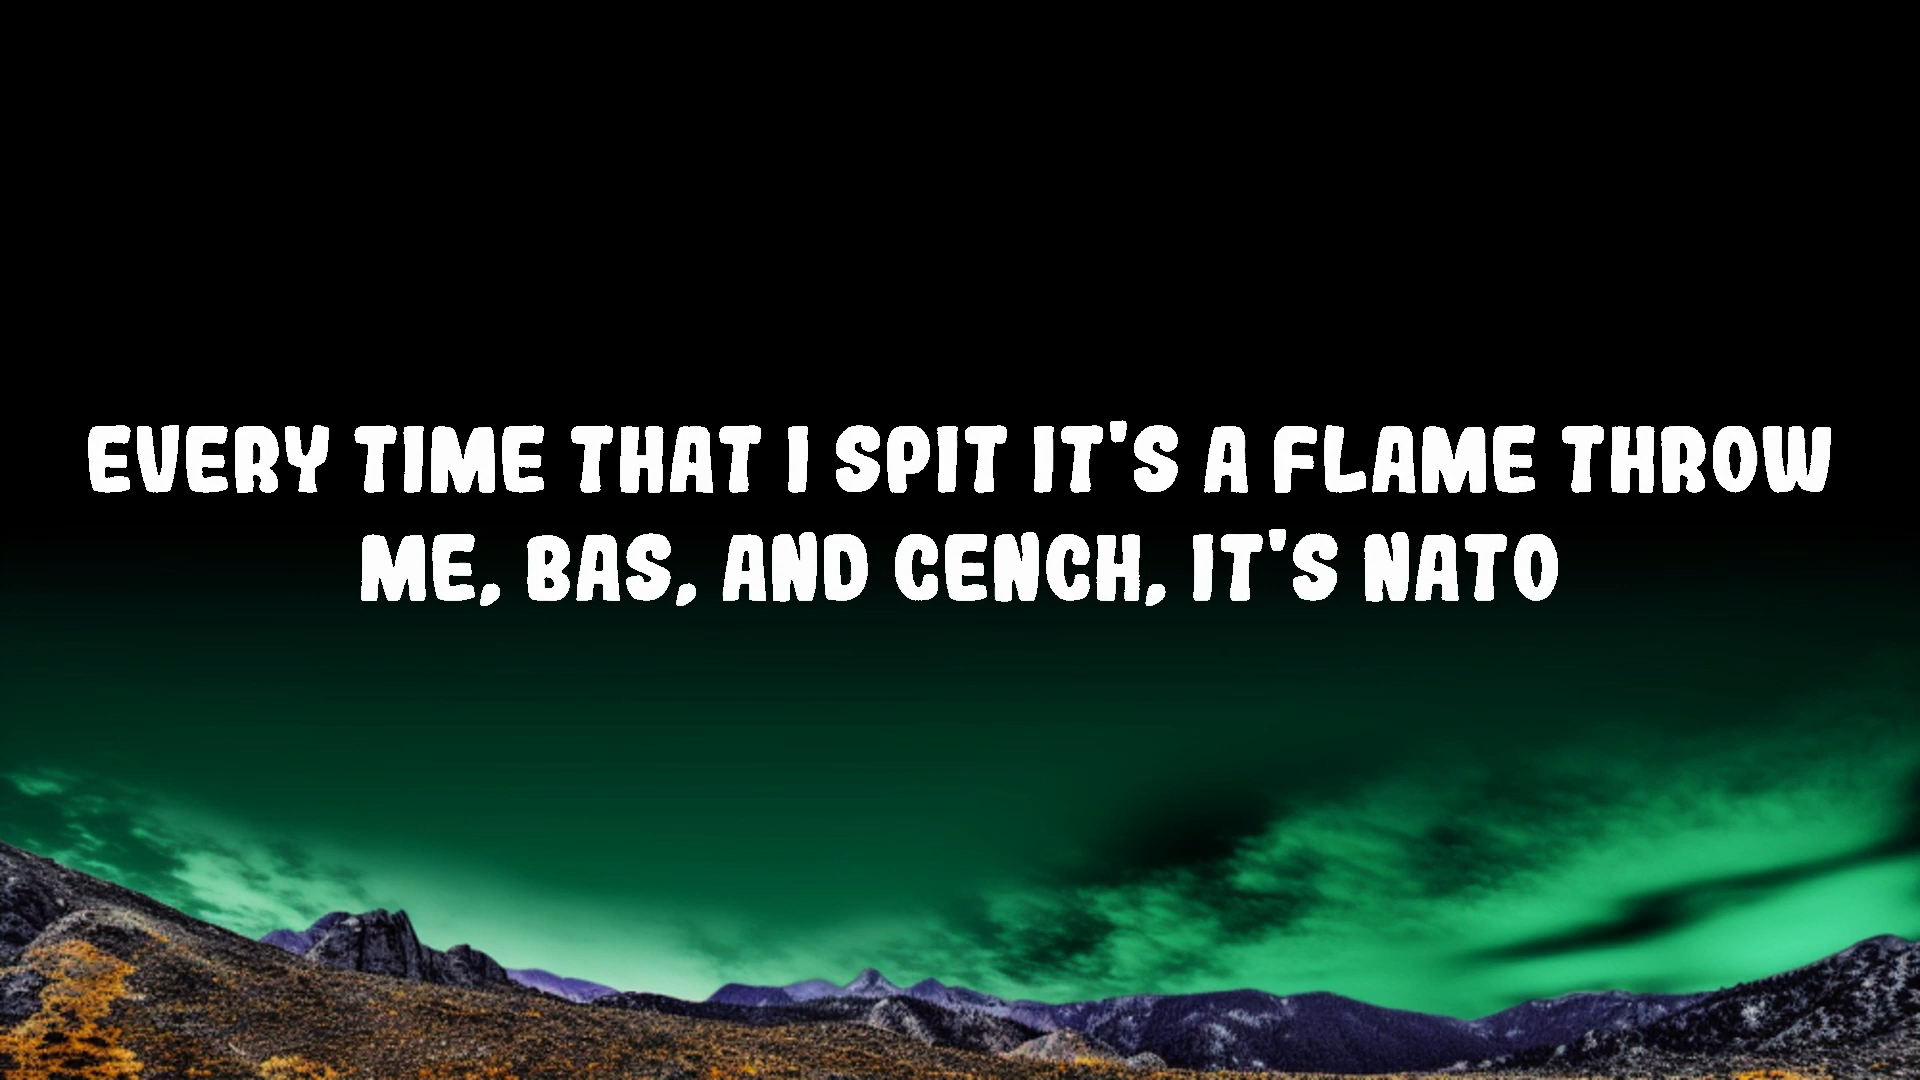 EVERY TIME THAT I SPIT IT'S A FLAME THROW
ME, BAS, AND CENCH, IT'S NATO